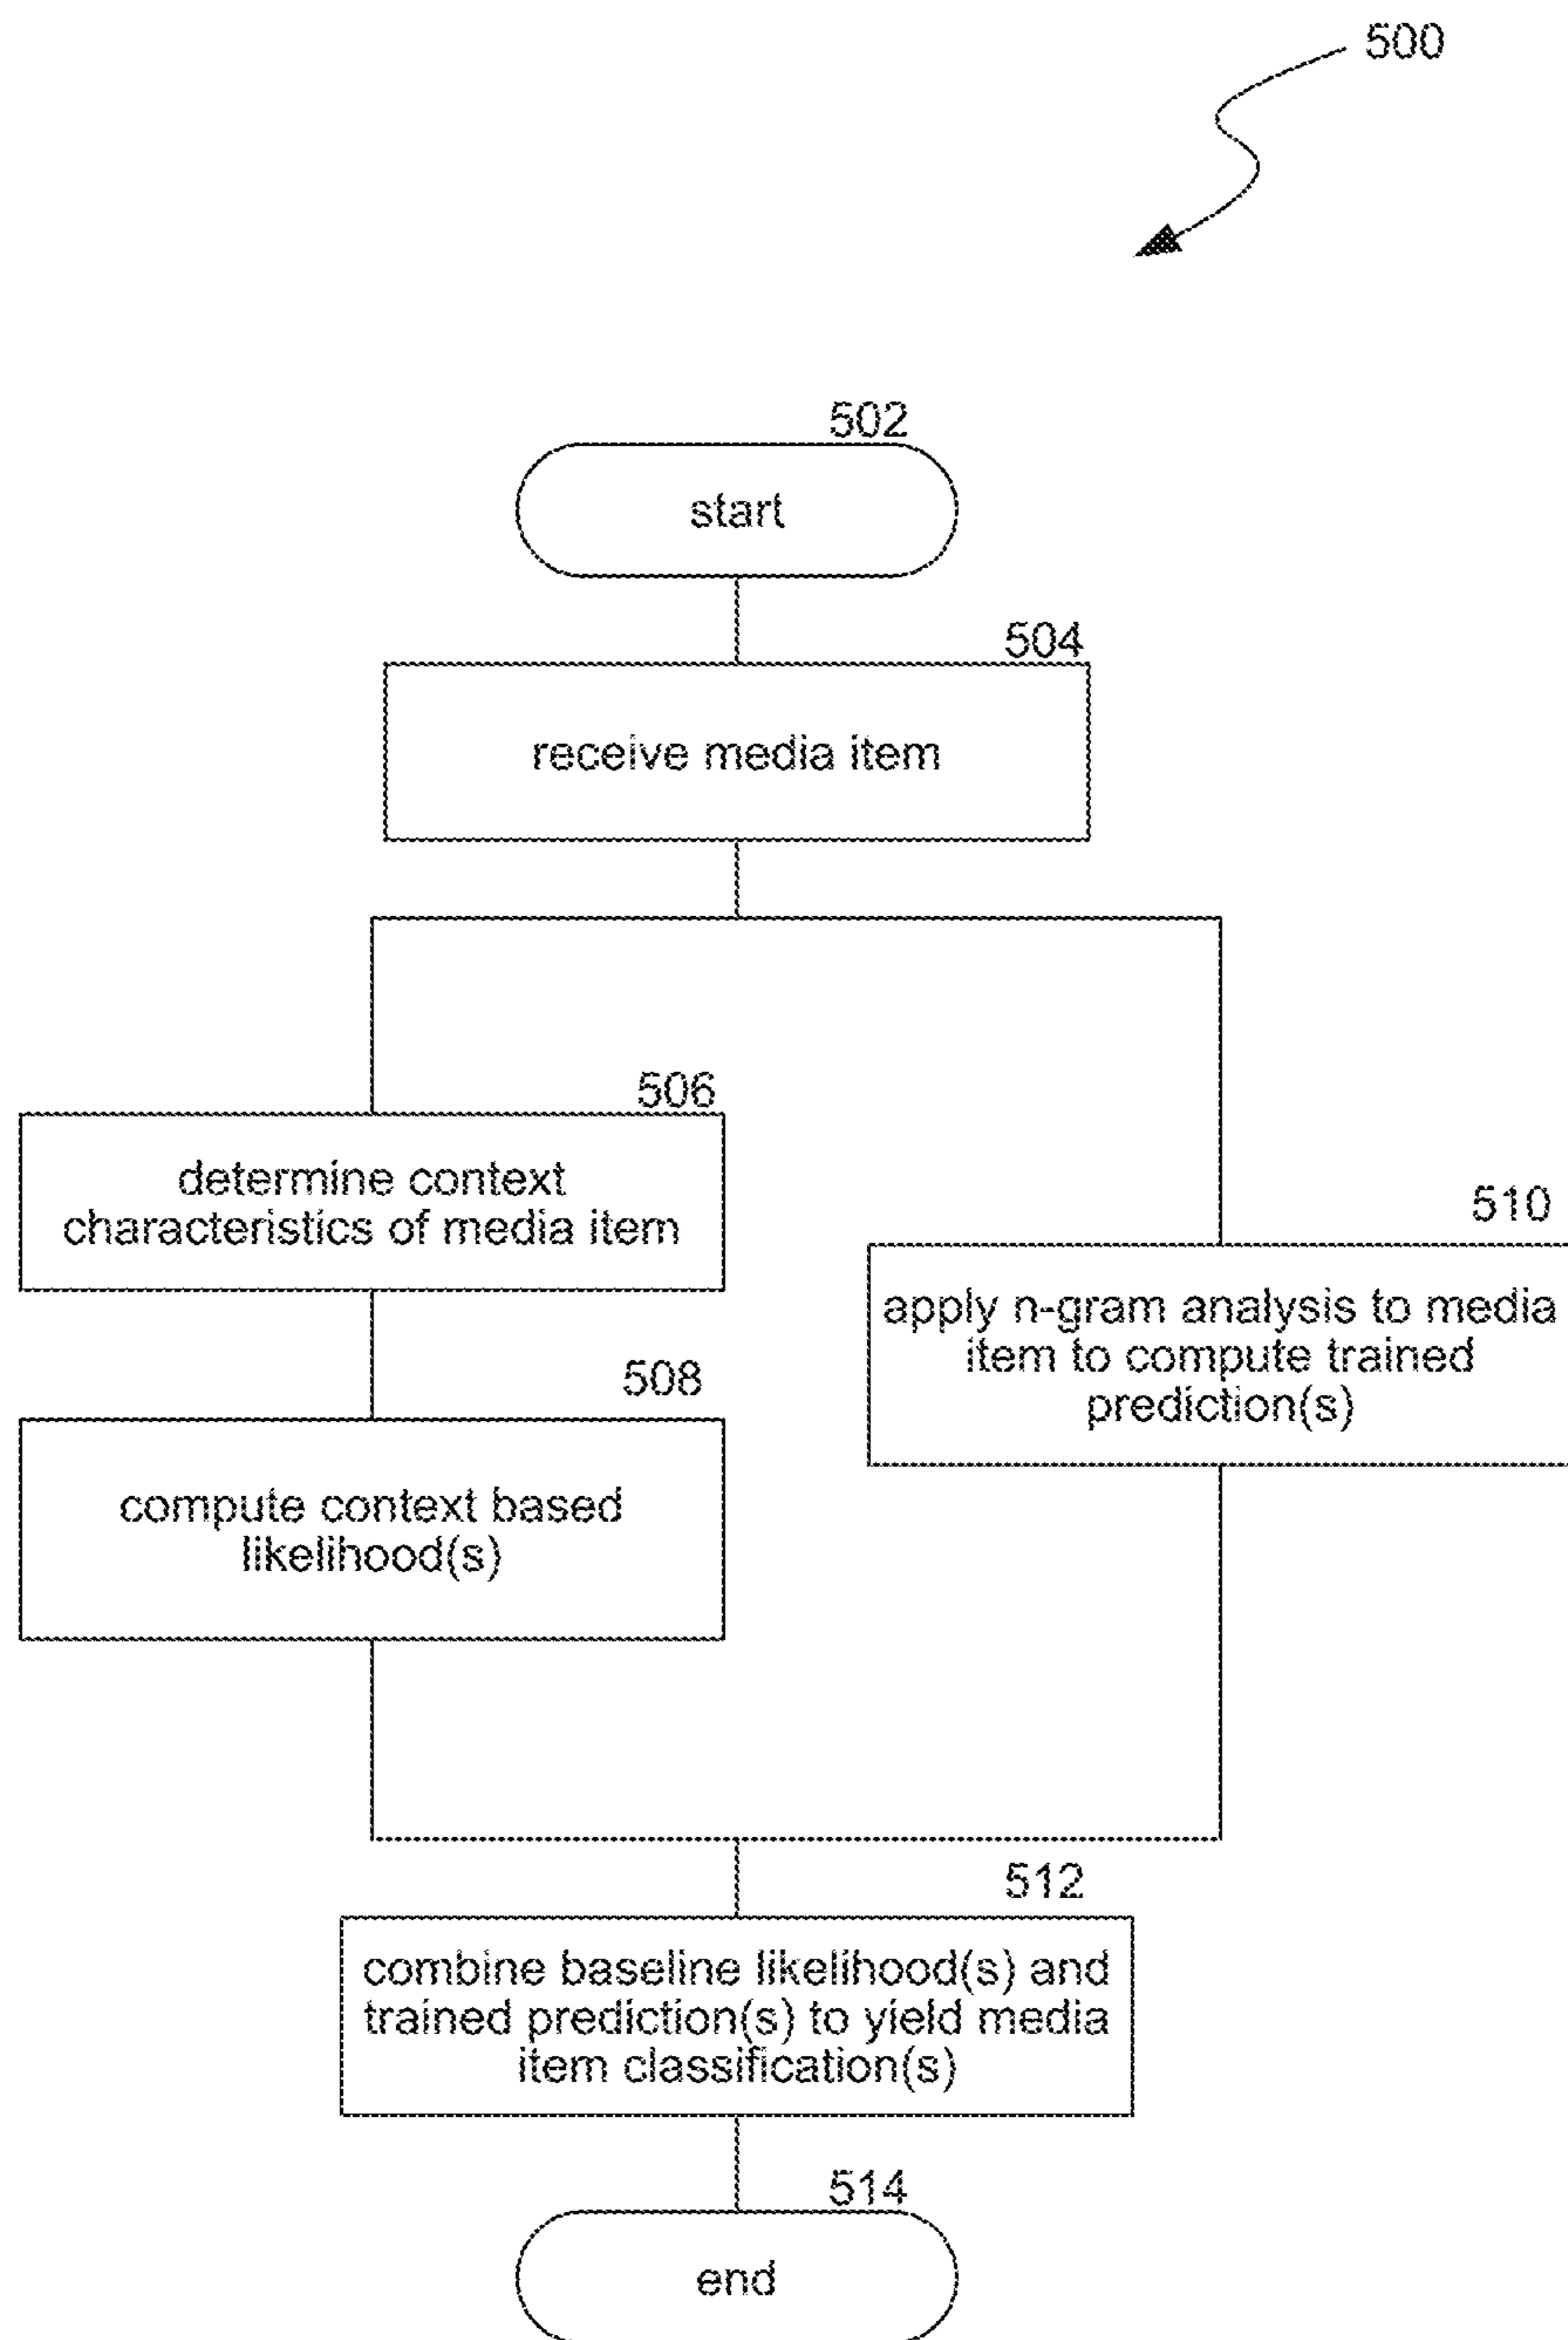 500
502
start
504
receive media item
506
determine context
characteristics of media item
510
apply n-gram analysis to media
item to compute trained
prediction(s)
508
compute context based
likelihood(s)
512
combine baseline likelihood(s) and
trained prediction(s) to yield media
item classification(s)
514
end